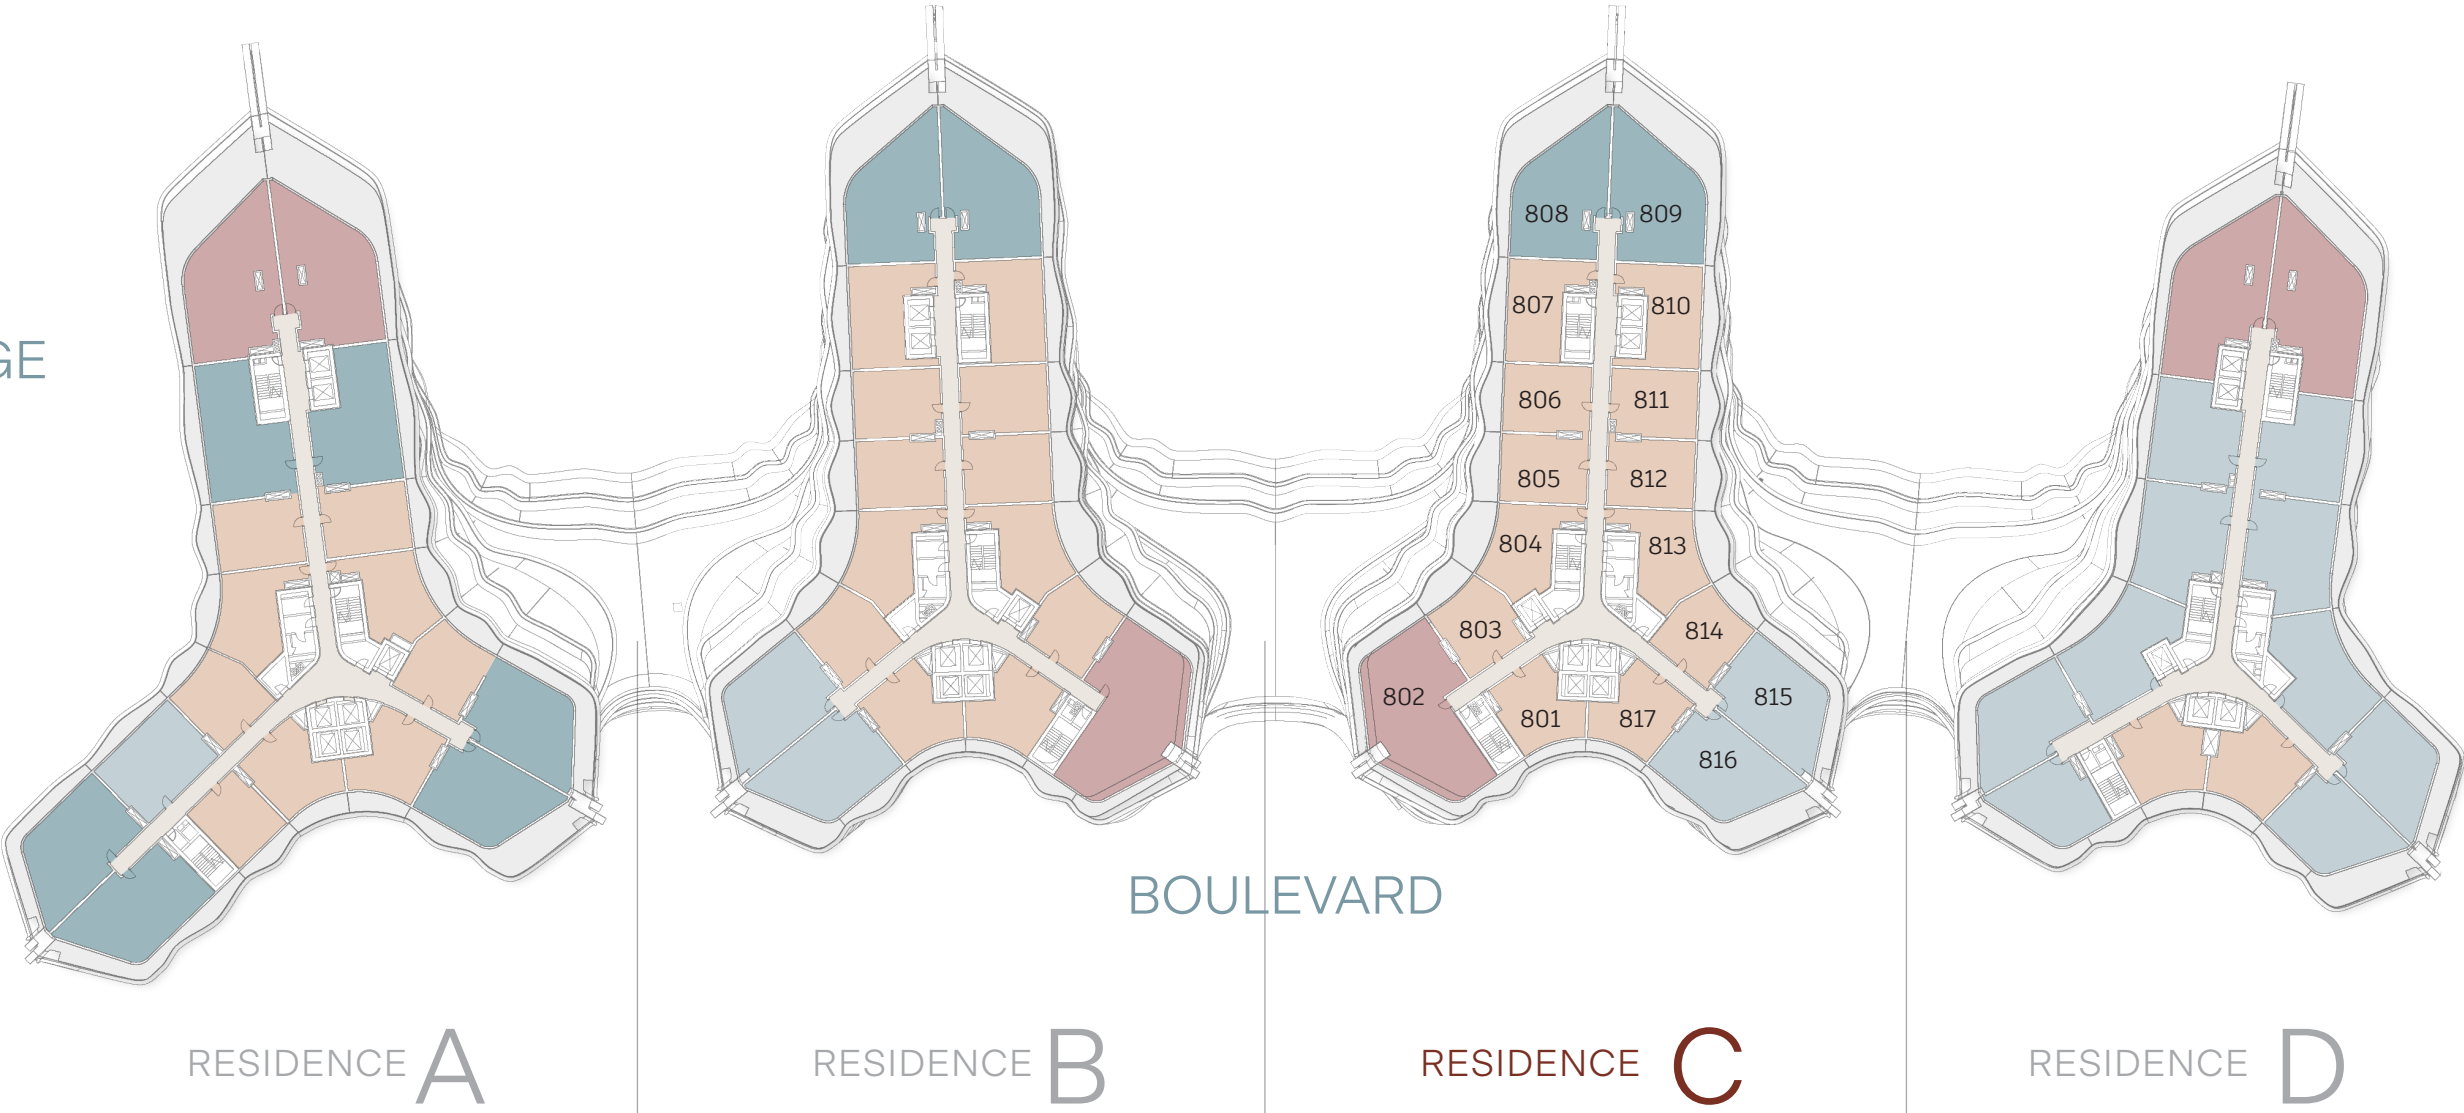 GE
808 809
807 810
806 811
805 812
804 813
803 814
802 815
801 817
816
BOULEVARD
RESIDENCE A
RESIDENCE B
RESIDENCE C
RESIDENCE D